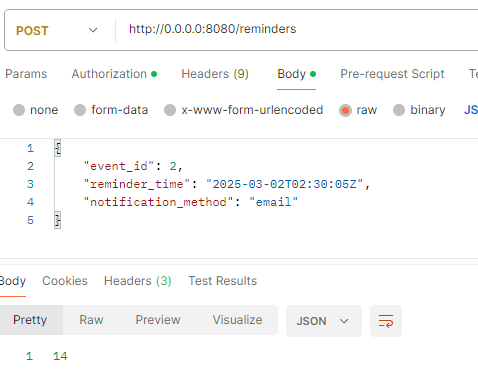 POST http://0.0.0.0:8080/reminders
Params Authorization Headers (9) Body Pre-request Script Te
none form-data x-www-form-urlencoded raw binary JS
1 {
2 "event_id": 2,
3 "reminder_time": "2025-03-02T02:30:05Z",
4 "notification_method": "email"
5 }
Body Cookies Headers (3) Test Results
Pretty Raw Preview Visualize JSON
1 14